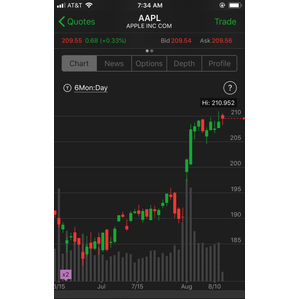 AT&T 7:34 AM
Quotes AAPL Trade
APPLE INC COM
209.55 0.68 (+0.33%) Bid 209.54 Ask 209.56
Chart News Options Depth Profile
T 6Mon:Day ?
Hi: 210.952
210
205
200
195
190
185
x2
6/15 Jul 7/15 Aug 8/10